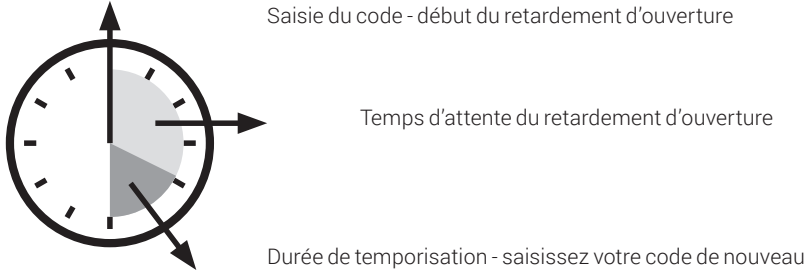 Saisie du code - début du retardement d’ouverture
Temps d’attente du retardement d’ouverture
Durée de temporisation - saisissez votre code de nouveau